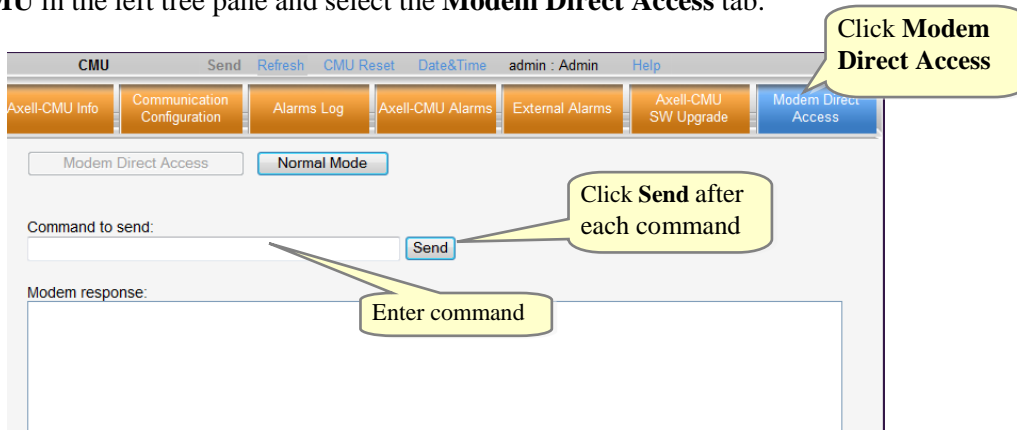 MU in the left tree pane and select the Modem Direct Access tab.
Click Modem
Direct Access
CMU Send Refresh CMU Reset Date&Time admin : Admin Help
Axell-CMU Info
Communication
Configuration
Alarms Log
Axell-CMU Alarms
External Alarms
Axell-CMU
SW Upgrade
Modem Direct
Access
Modem Direct Access
Normal Mode
Click Send after
each command
Command to send:
Send
Enter command
Modem response: